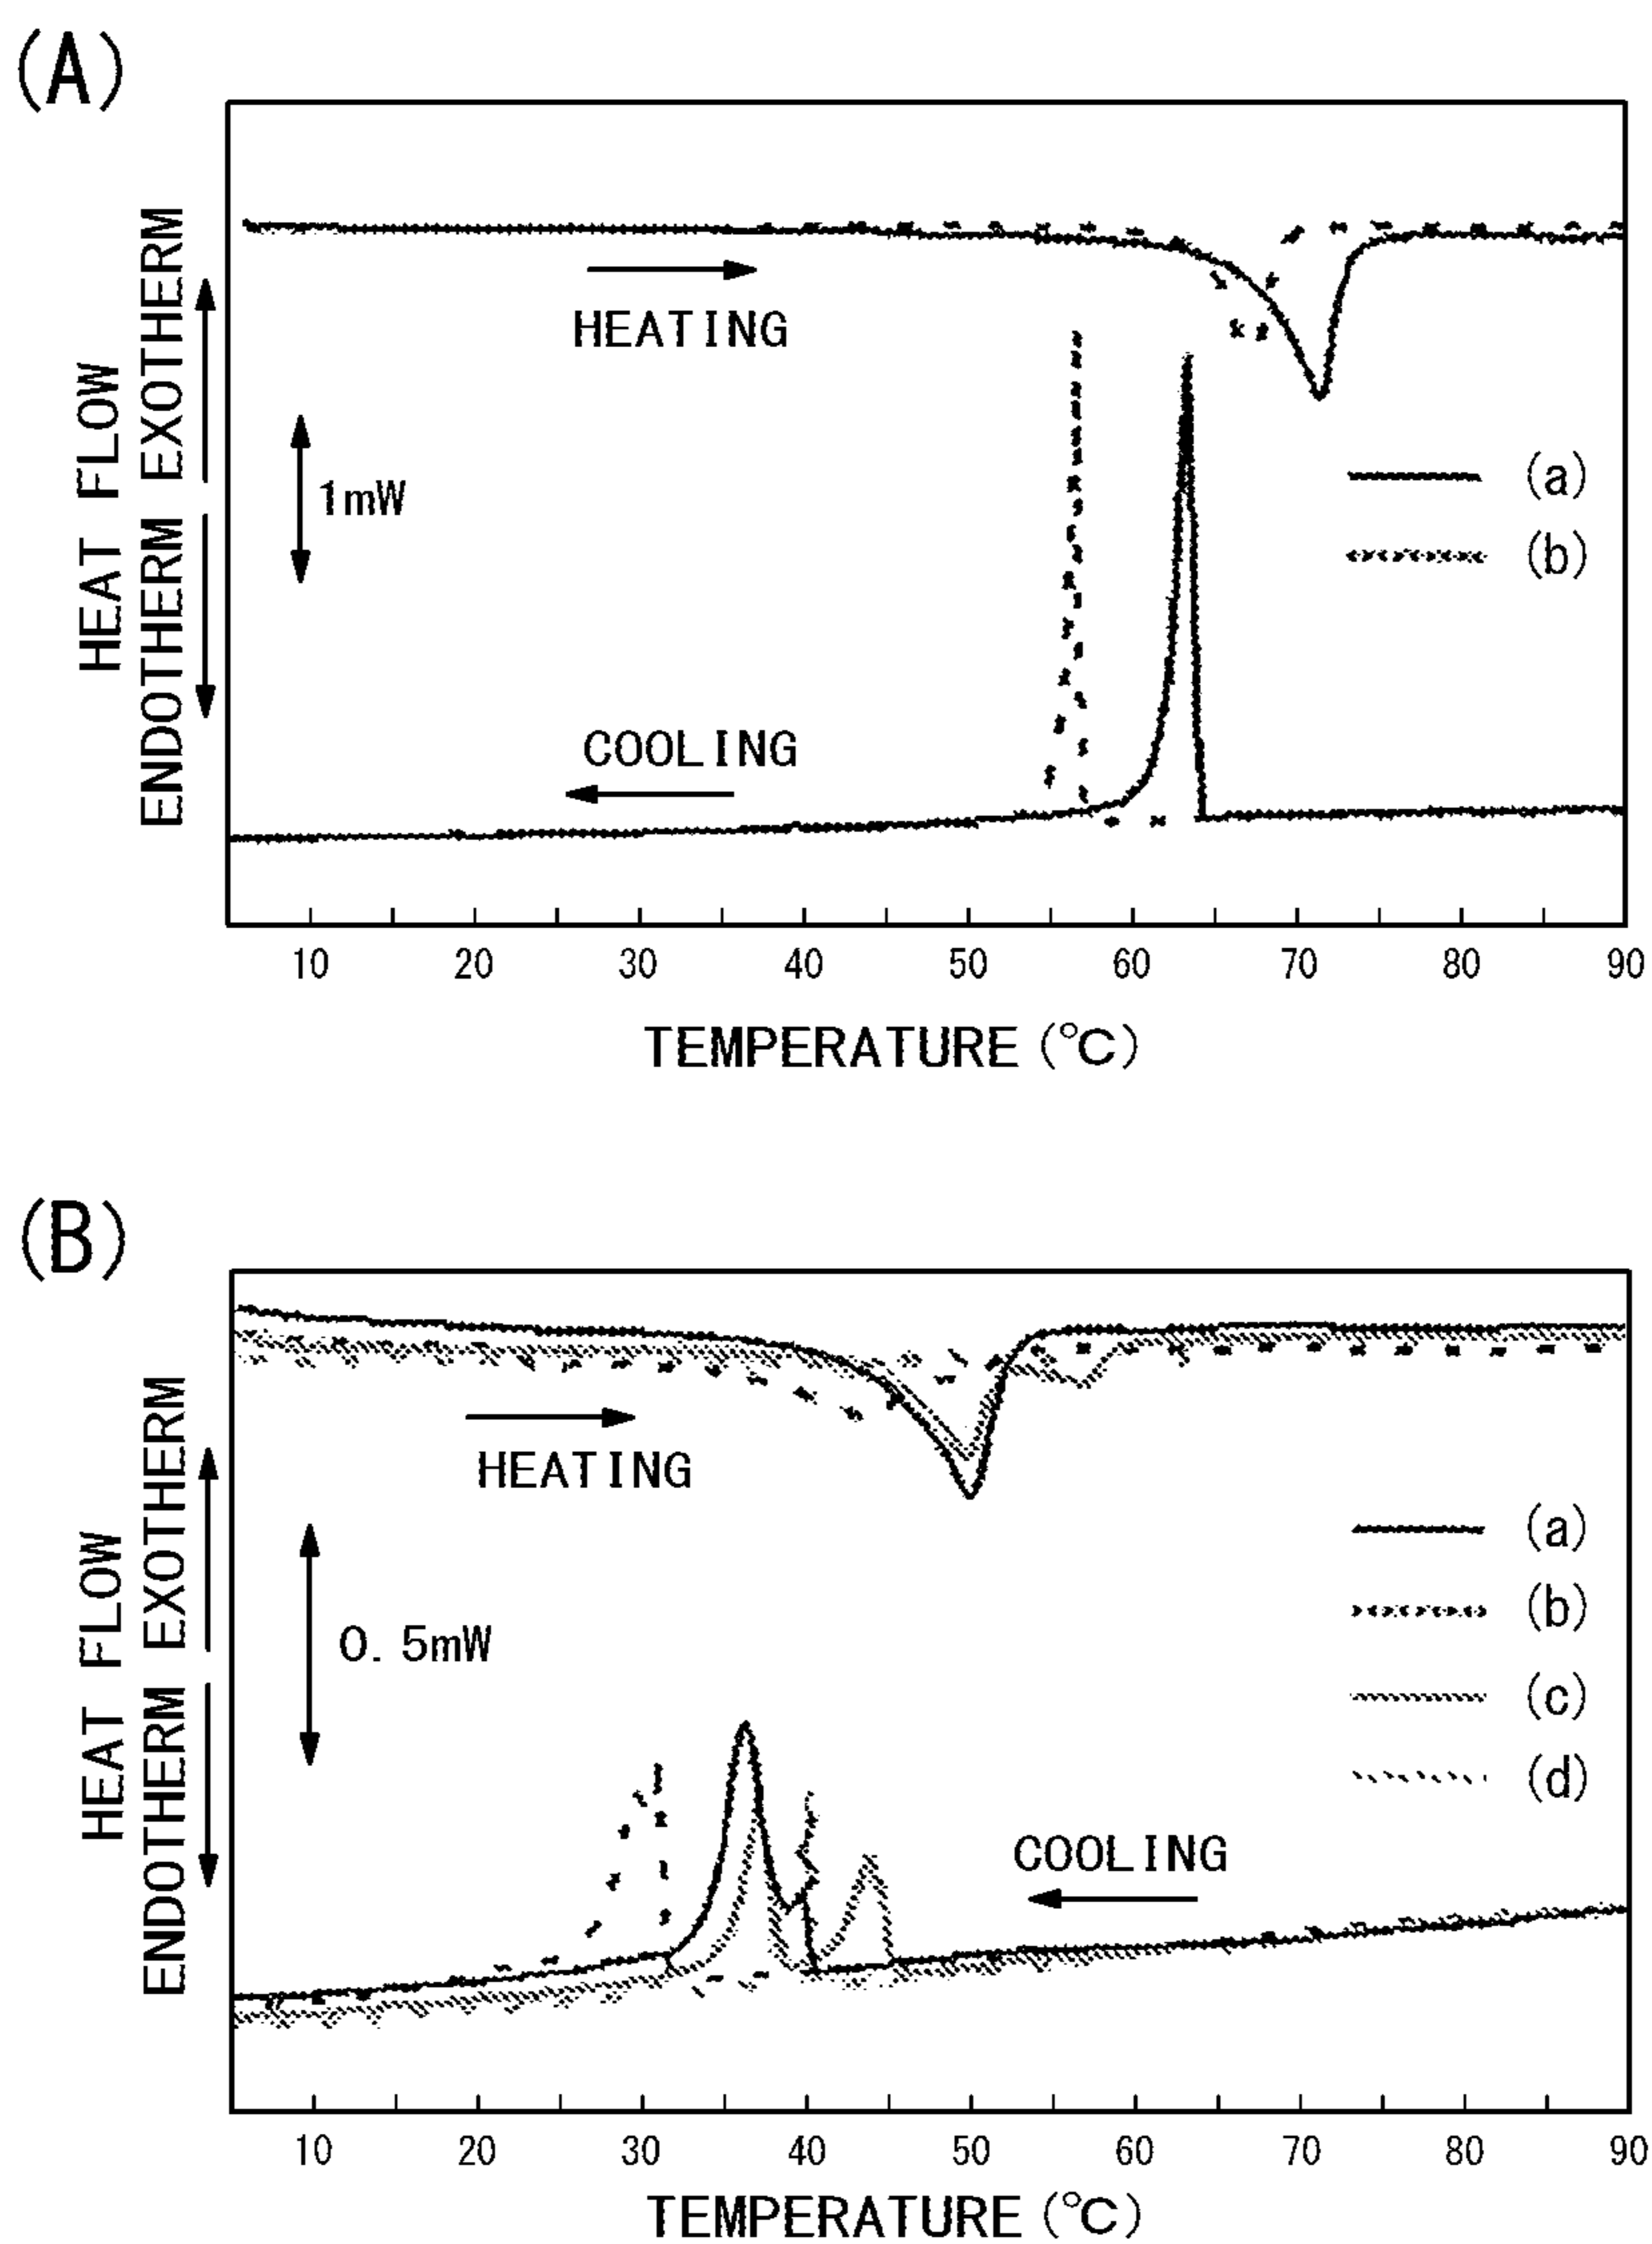 (A)
HEAT FLOW
ENDOTHERM EXOTHERM
HEATING
1mW
(a)
(b)
COOLING
10 20 30 40 50 60 70 80 90
TEMPERATURE (℃)
(B)
HEAT FLOW
ENDOTHERM EXOTHERM
HEATING
0.5mW
(a)
(b)
(c)
(d)
COOLING
10 20 30 40 50 60 70 80 90
TEMPERATURE (℃)